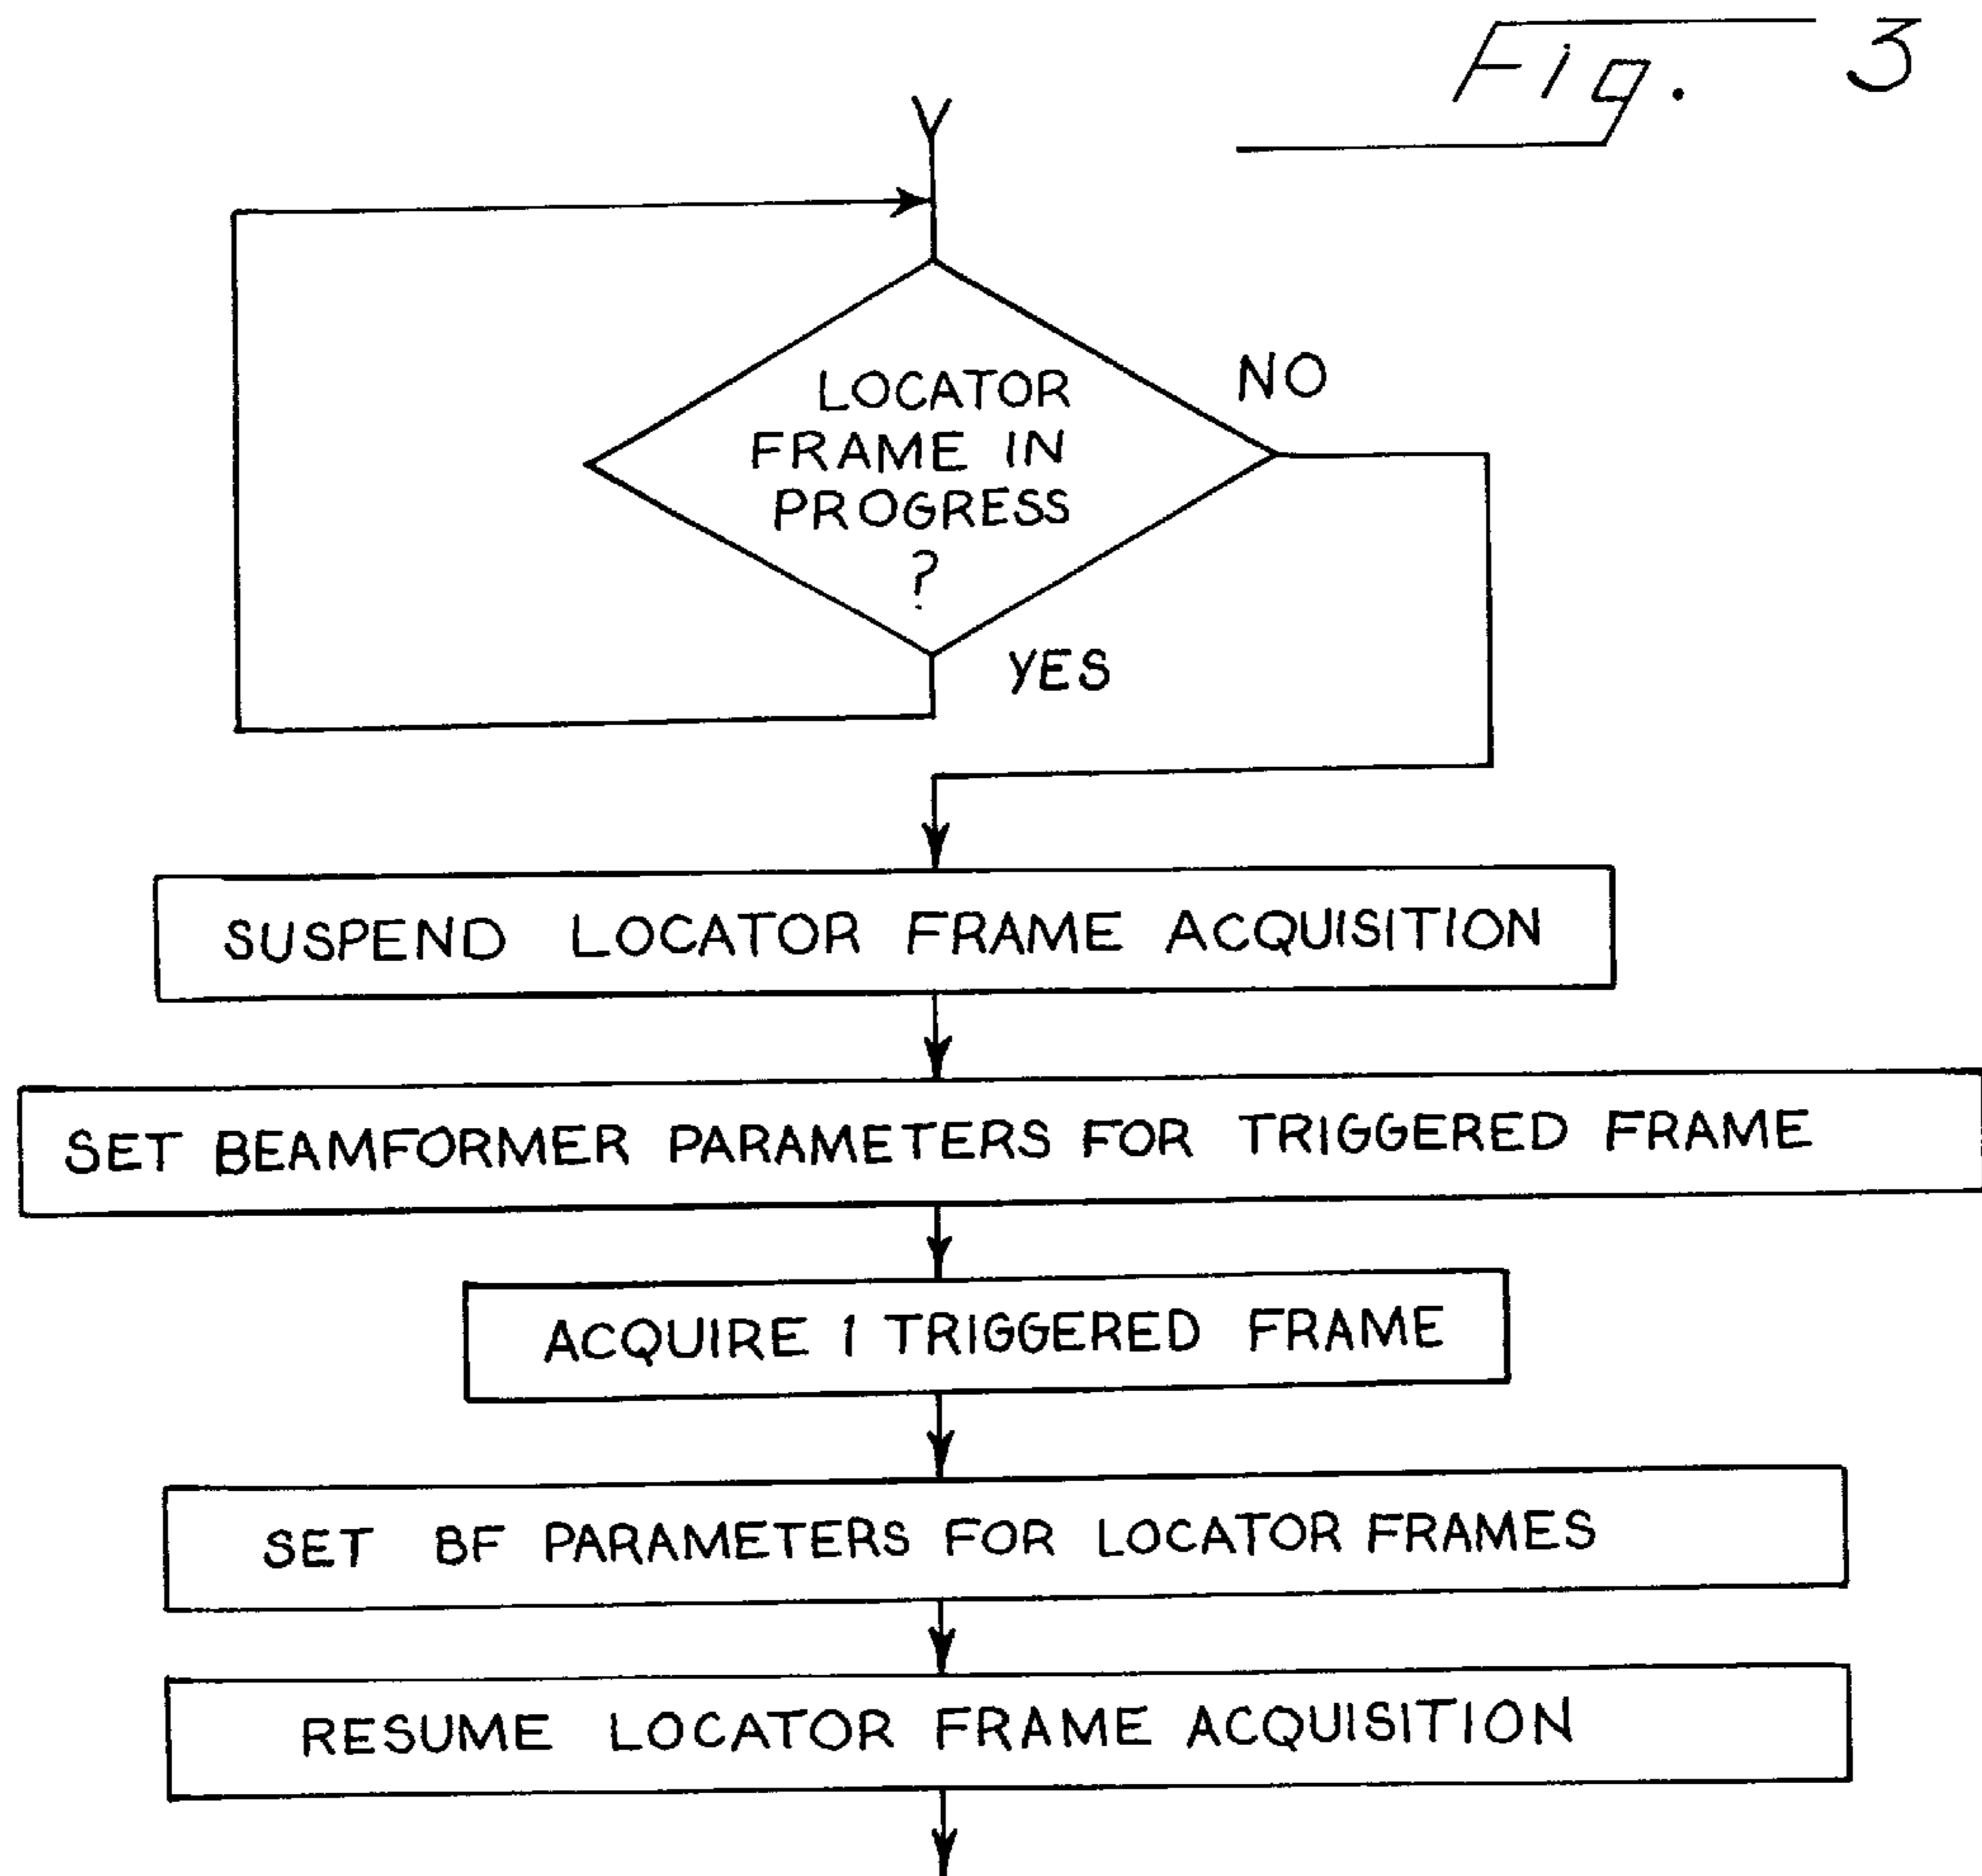 Fig. 3
LOCATOR
FRAME IN
PROGRESS
?
NO
YES
SUSPEND LOCATOR FRAME ACQUISITION
SET BEAMFORMER PARAMETERS FOR TRIGGERED FRAME
ACQUIRE 1 TRIGGERED FRAME
SET BF PARAMETERS FOR LOCATOR FRAMES
RESUME LOCATOR FRAME ACQUISITION